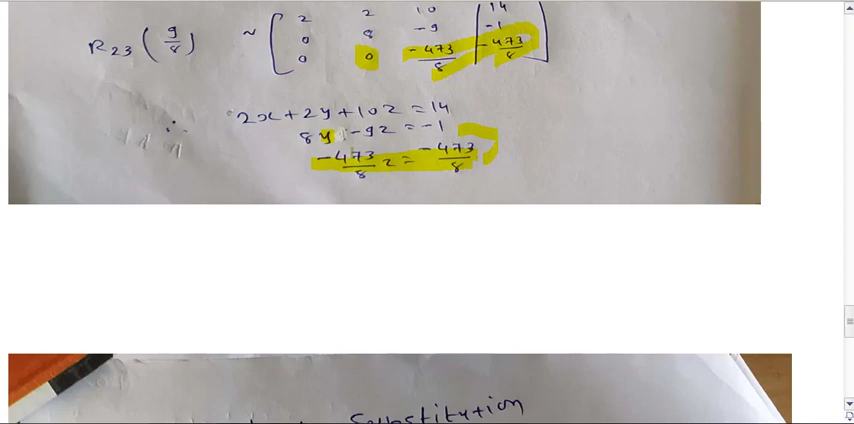 R₂₃ (9/8) ~ [ 2 2 10 | 14
0 8 -9 | -1
0 0 -473/8 | -473/8 ]
∴ 2x + 2y + 10z = 14
8y - 9z = -1
-473/8 z = -473/8
Substitution